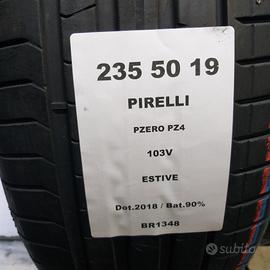 235 50 19
PIRELLI
PZERO PZ4
103V
ESTIVE
Dot.2018 / Bat.90%
BR1348
subito